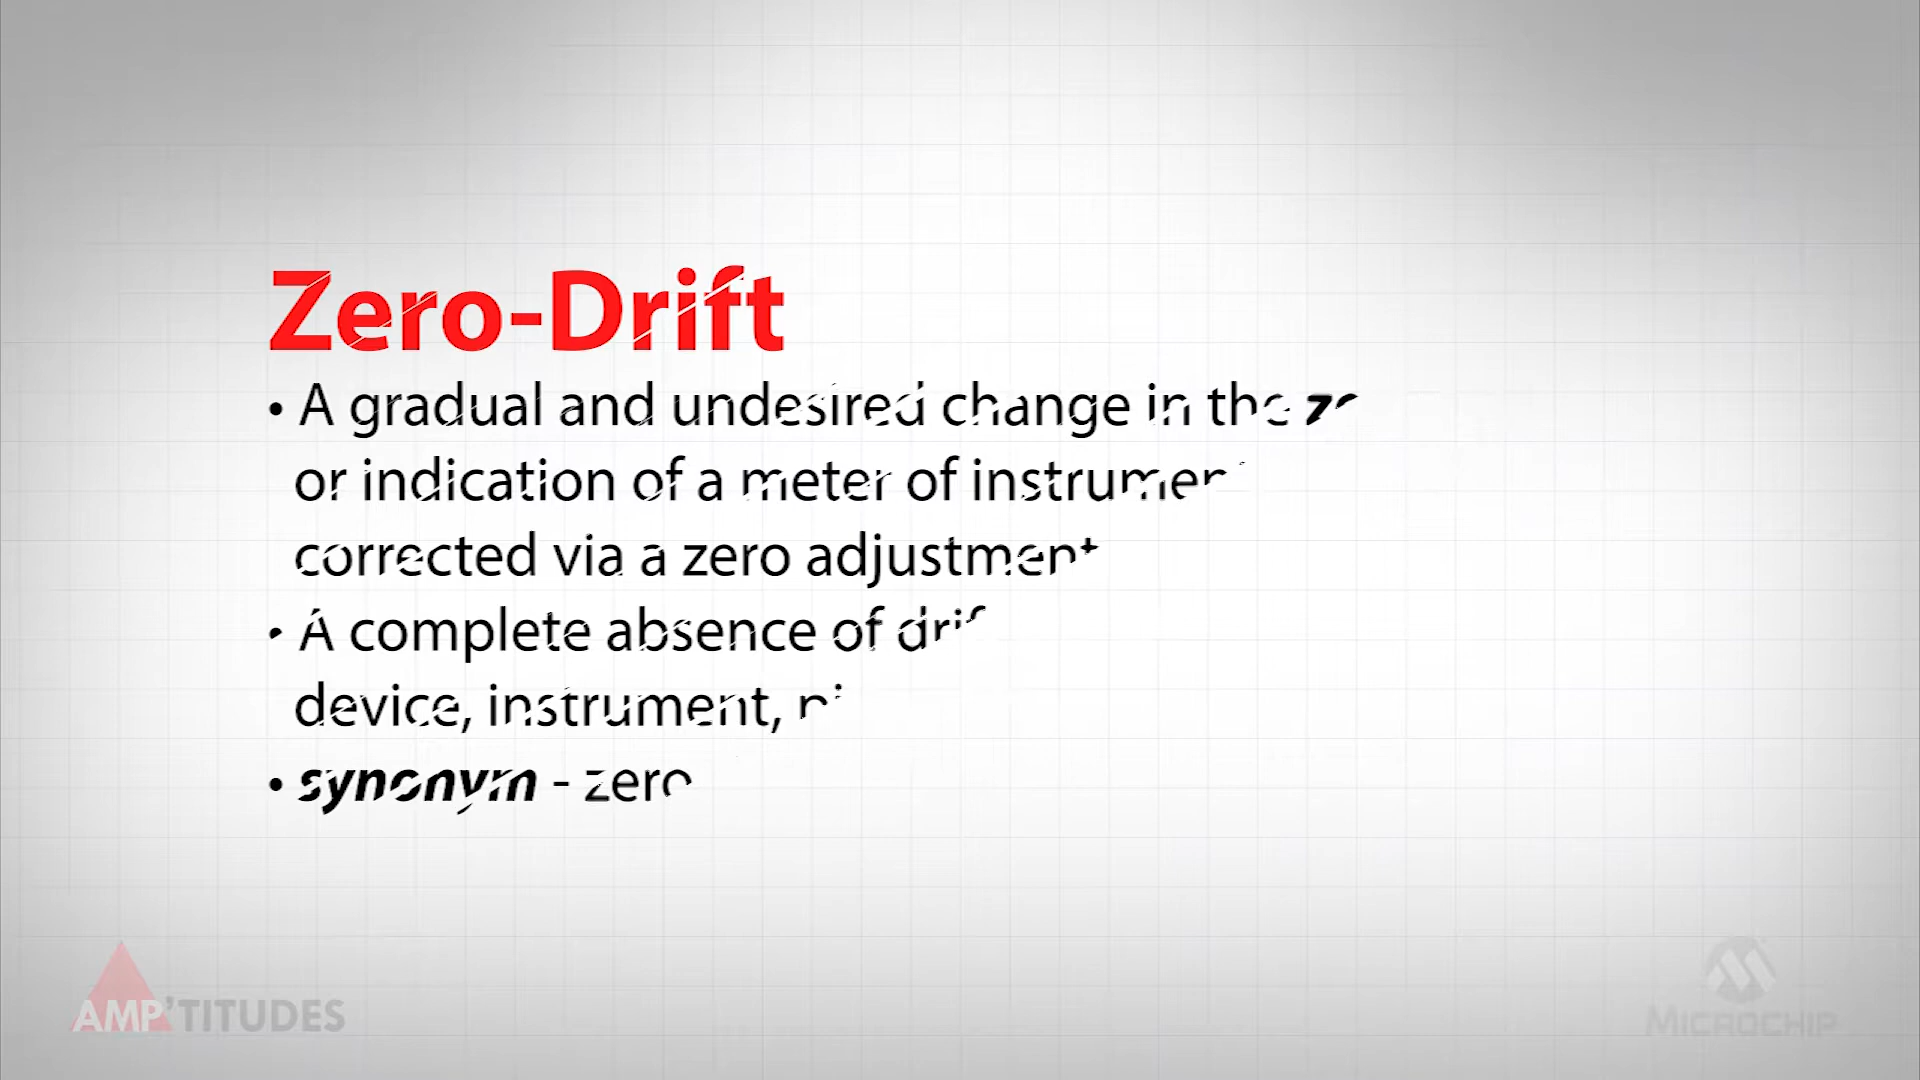 Zero-Drift
• A gradual and undesired change in the
or indication of a meter of
corrected via a zero adjustment
• A complete absence of
device, instrument,
• synonym - zero
AMP'TITUDES
MICROCHIP